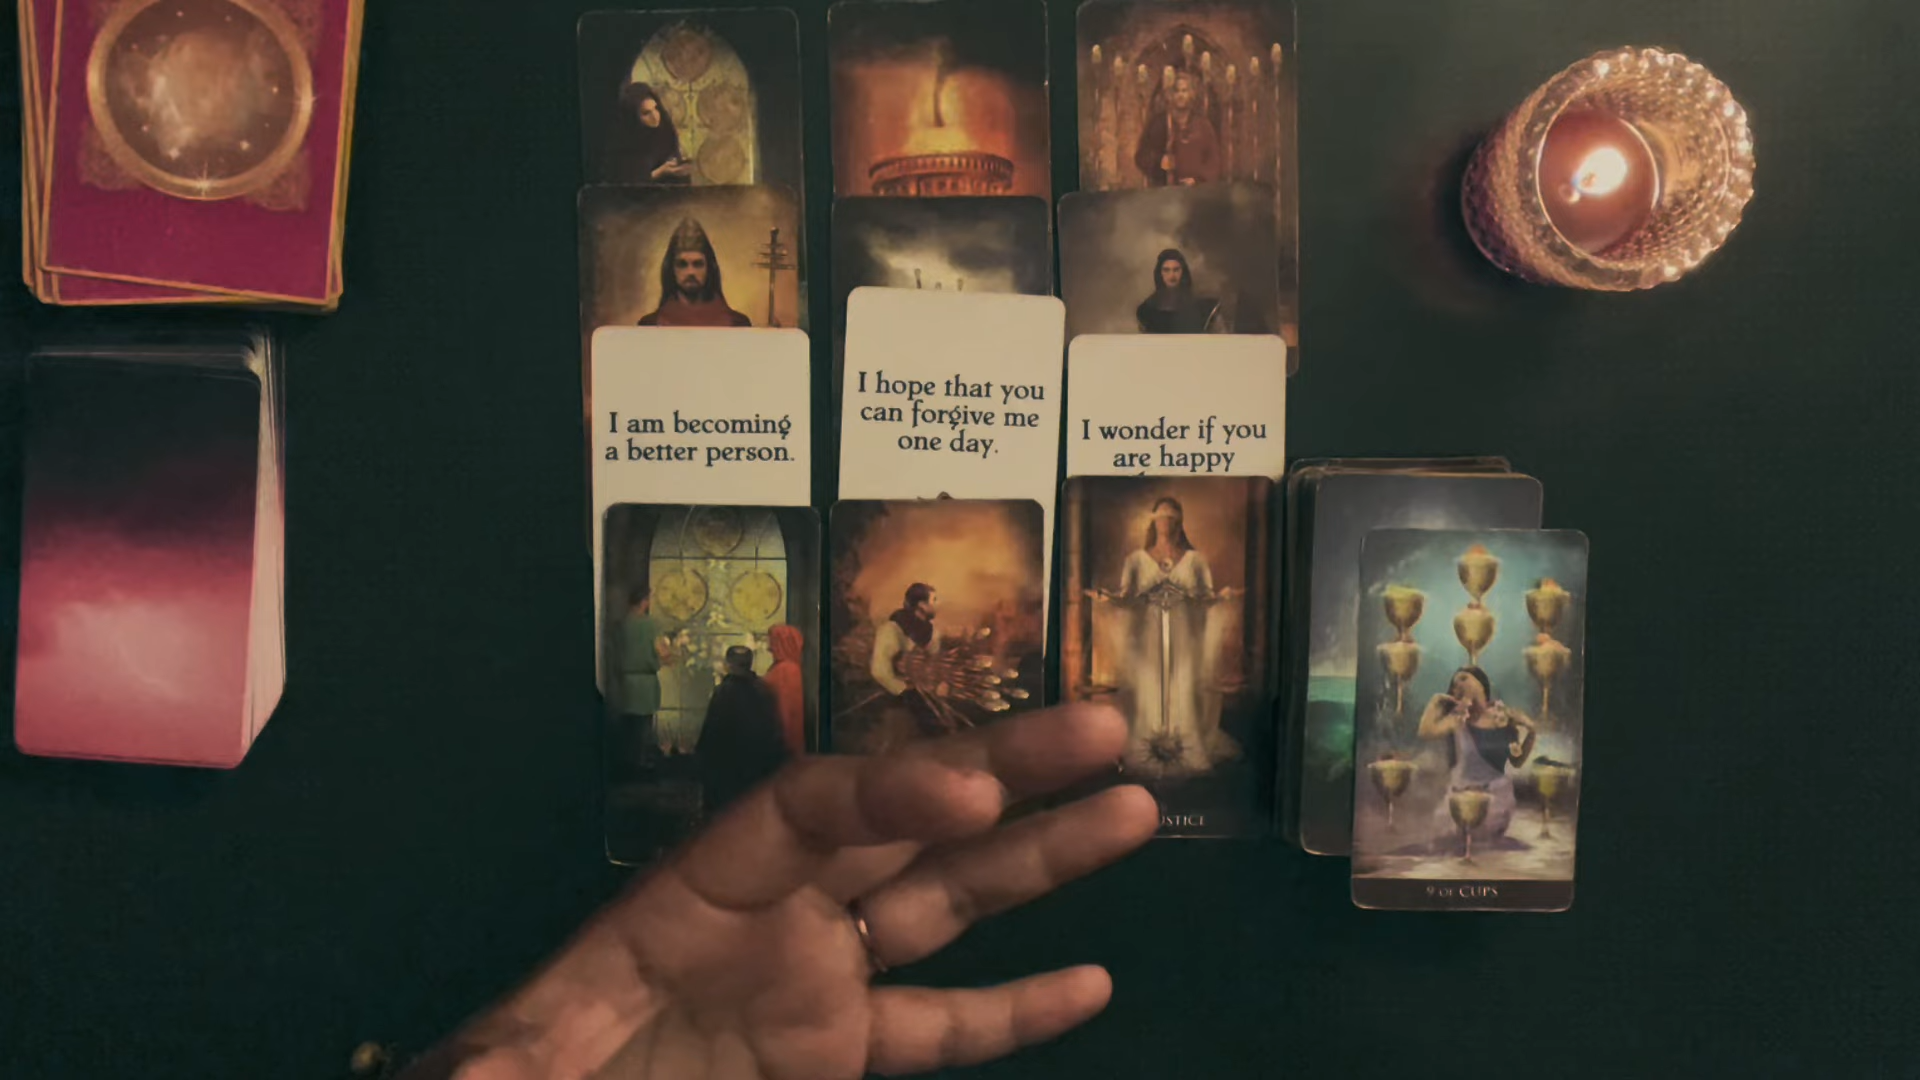 I am becoming
a better person.
I hope that you
can forgive me
one day.
I wonder if you
are happy
USTICE
9 OF CUPS